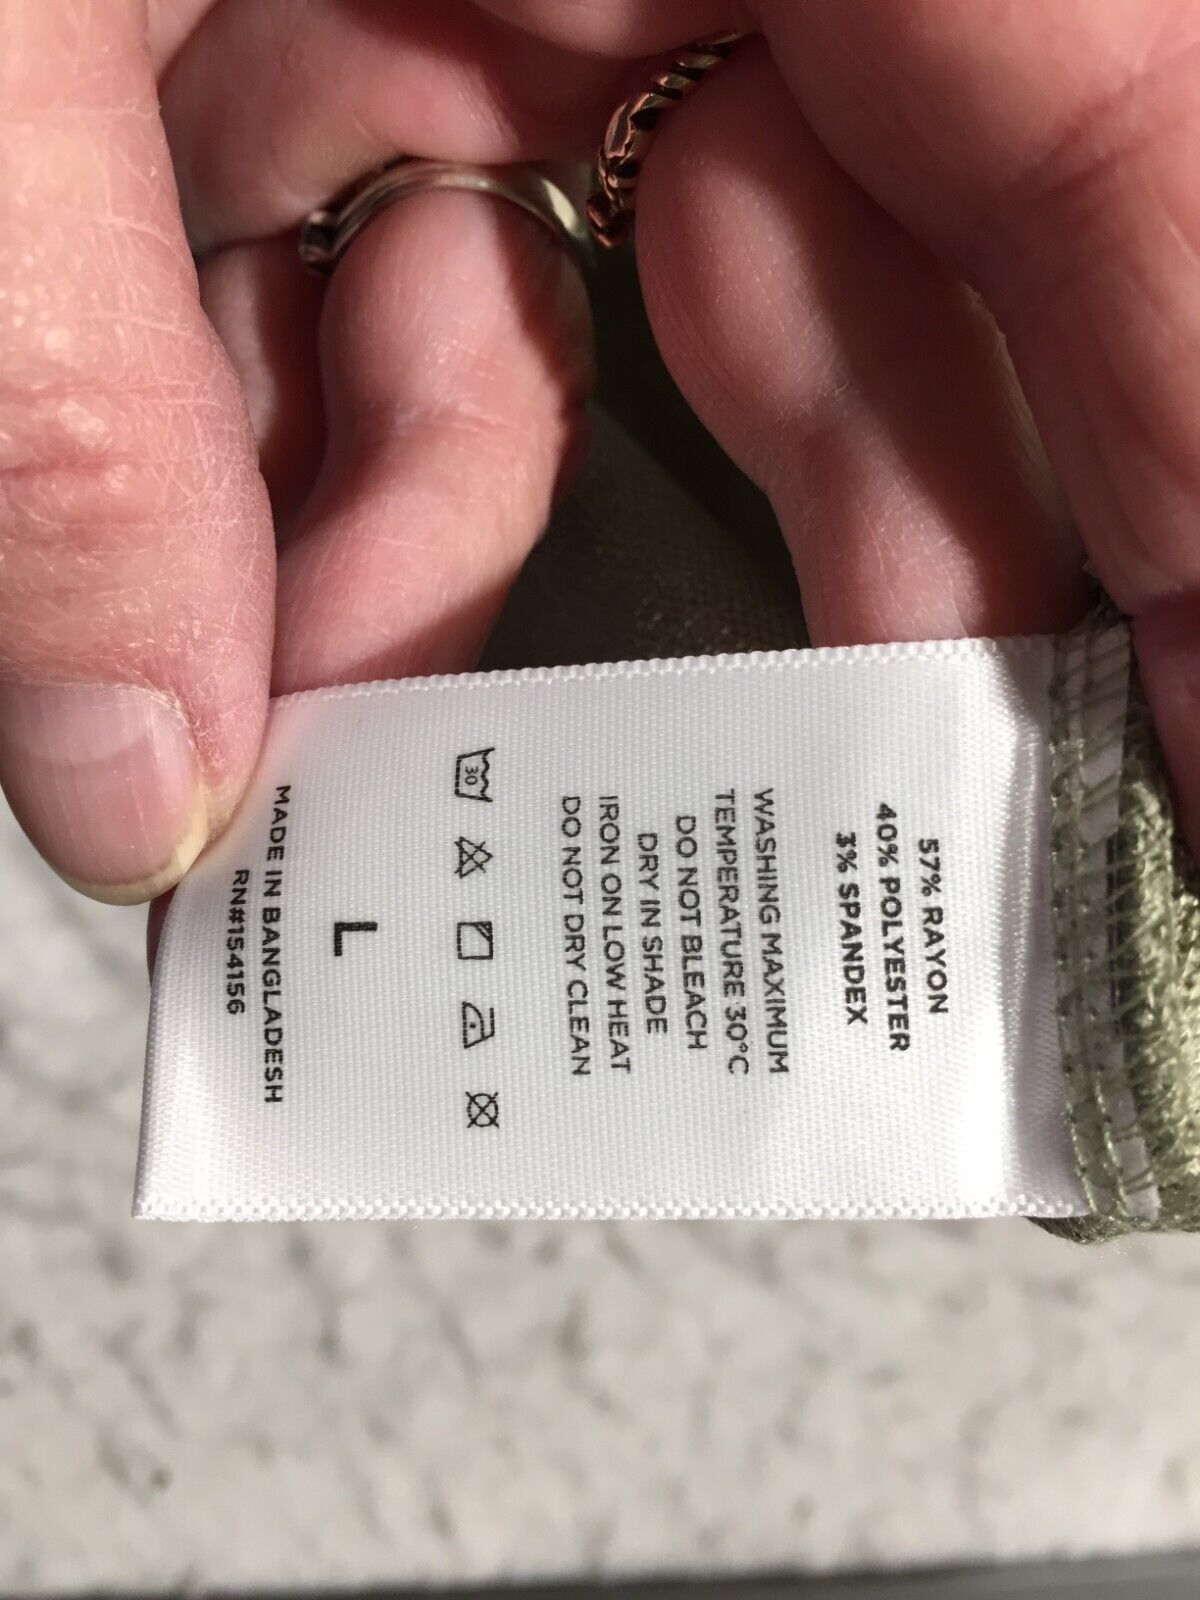 57% RAYON
40% POLYESTER
3% SPANDEX
WASHING MAXIMUM
TEMPERATURE 30°C
DO NOT BLEACH
DRY IN SHADE
IRON ON LOW HEAT
DO NOT DRY CLEAN
30
L
MADE IN BANGLADESH
RN#154156